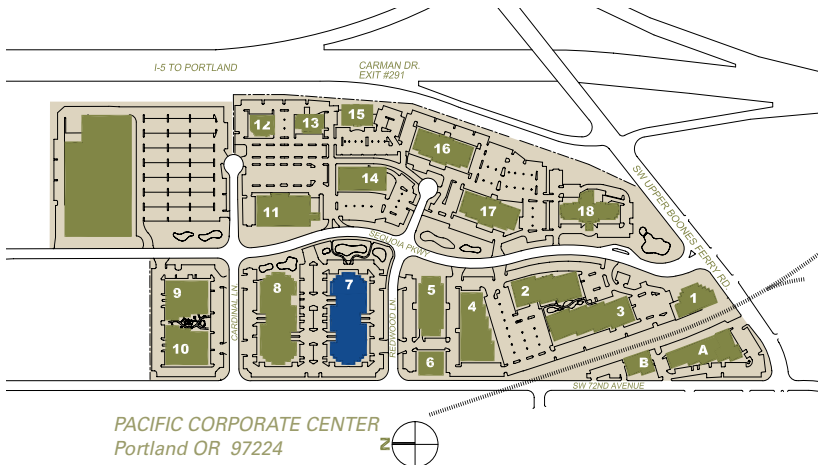 I-5 TO PORTLAND
CARMAN DR.
EXIT #291
15
12
13
16
14
11
17
18
SW UPPER BOONES FERRY RD
SEQUOIA PKWY
9
8
7
5
2
1
4
3
CARDINAL LN.
REDWOOD LN
10
6
B
A
SW 72ND AVENUE
PACIFIC CORPORATE CENTER
Portland OR 97224
N